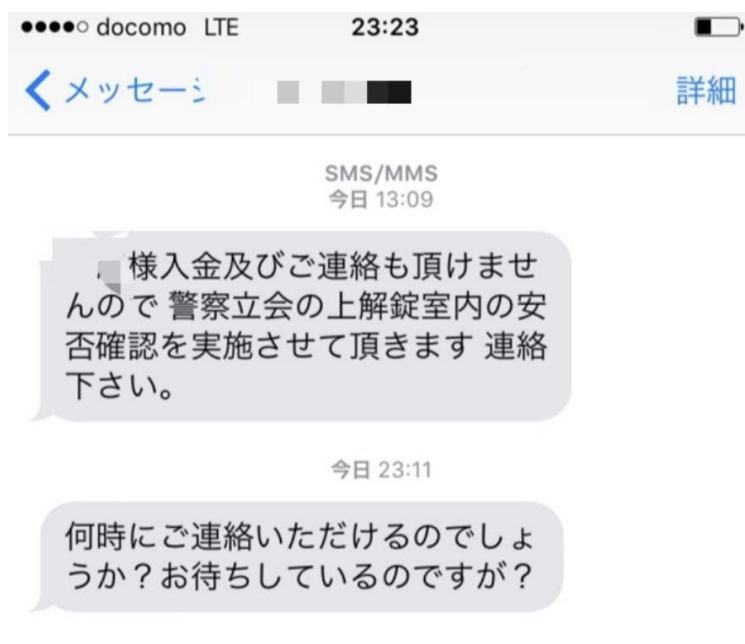 docomo LTE 23:23
メッセージ 詳細
SMS/MMS
今日 13:09
様入金及びご連絡も頂けませ
んので 警察立会の上解錠室内の安
否確認を実施させて頂きます 連絡
下さい。
今日 23:11
何時にご連絡いただけるのでしょ
うか？お待ちしているのですが？